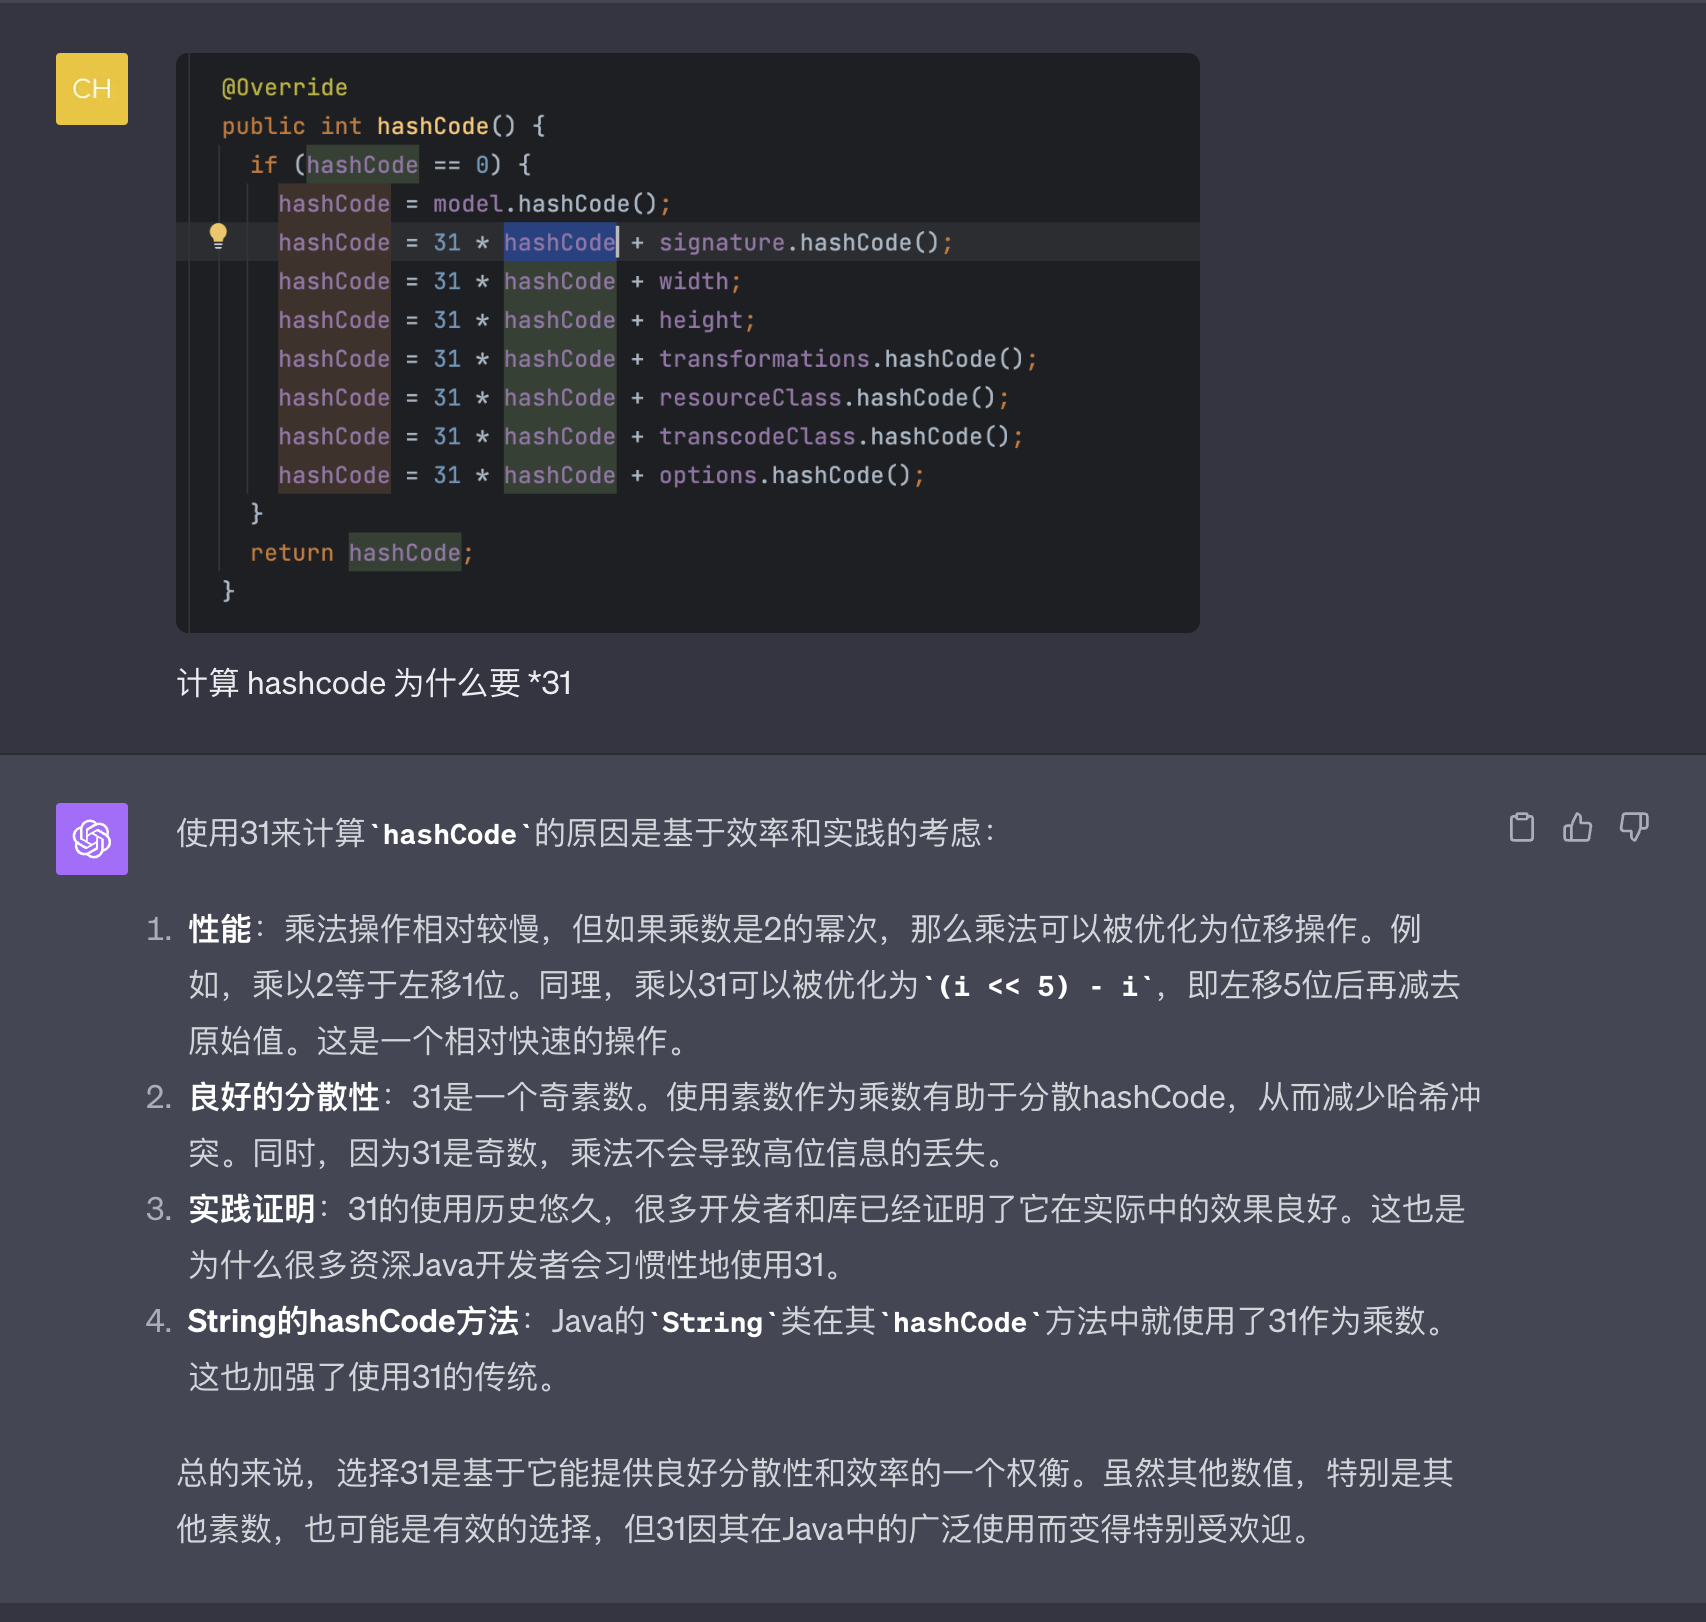 CH
@Override
public int hashCode() {
if (hashCode == 0) {
hashCode = model.hashCode();
hashCode = 31 * hashCode + signature.hashCode();
hashCode = 31 * hashCode + width;
hashCode = 31 * hashCode + height;
hashCode = 31 * hashCode + transformations.hashCode();
hashCode = 31 * hashCode + resourceClass.hashCode();
hashCode = 31 * hashCode + transcodeClass.hashCode();
hashCode = 31 * hashCode + options.hashCode();
}
return hashCode;
}
计算 hashcode 为什么要 *31
使用31来计算`hashCode`的原因是基于效率和实践的考虑：
1. 性能：乘法操作相对较慢，但如果乘数是2的幂次，那么乘法可以被优化为位移操作。例
如，乘以2等于左移1位。同理，乘以31可以被优化为`(i << 5) - i`，即左移5位后再减去
原始值。这是一个相对快速的操作。
2. 良好的分散性：31是一个奇素数。使用素数作为乘数有助于分散hashCode，从而减少哈希冲
突。同时，因为31是奇数，乘法不会导致高位信息的丢失。
3. 实践证明：31的使用历史悠久，很多开发者和库已经证明了它在实际中的效果良好。这也是
为什么很多资深Java开发者会习惯性地使用31。
4. String的hashCode方法：Java的`String`类在其`hashCode`方法中就使用了31作为乘数。
这也加强了使用31的传统。
总的来说，选择31是基于它能提供良好分散性和效率的一个权衡。虽然其他数值，特别是其
他素数，也可能是有效的选择，但31因其在Java中的广泛使用而变得特别受欢迎。